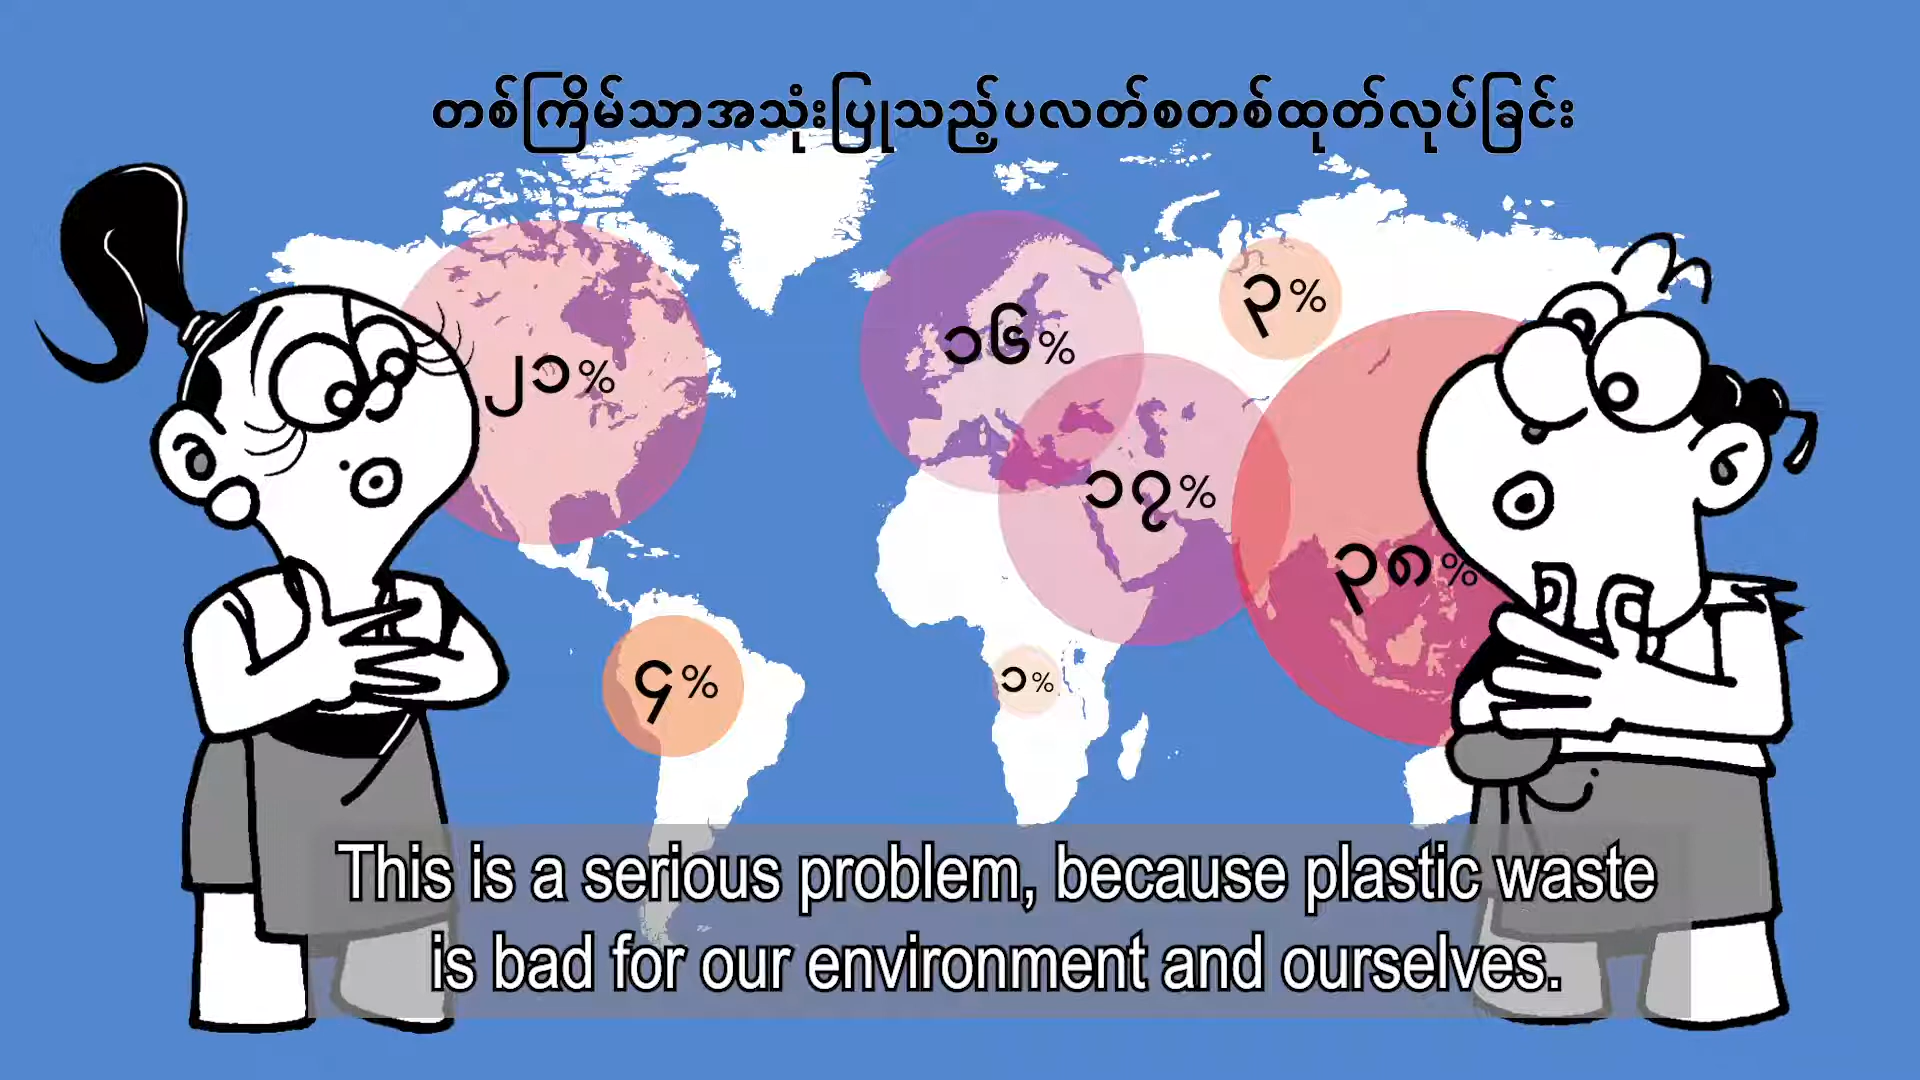 တစ်ကြိမ်သာအသုံးပြုသည့်ပလတ်စတစ်ထုတ်လုပ်ခြင်း
၃%
၁၆%
၂၁%
၁၇%
၃၈%
၄%
၁%
This is a serious problem, because plastic waste
is bad for our environment and ourselves.